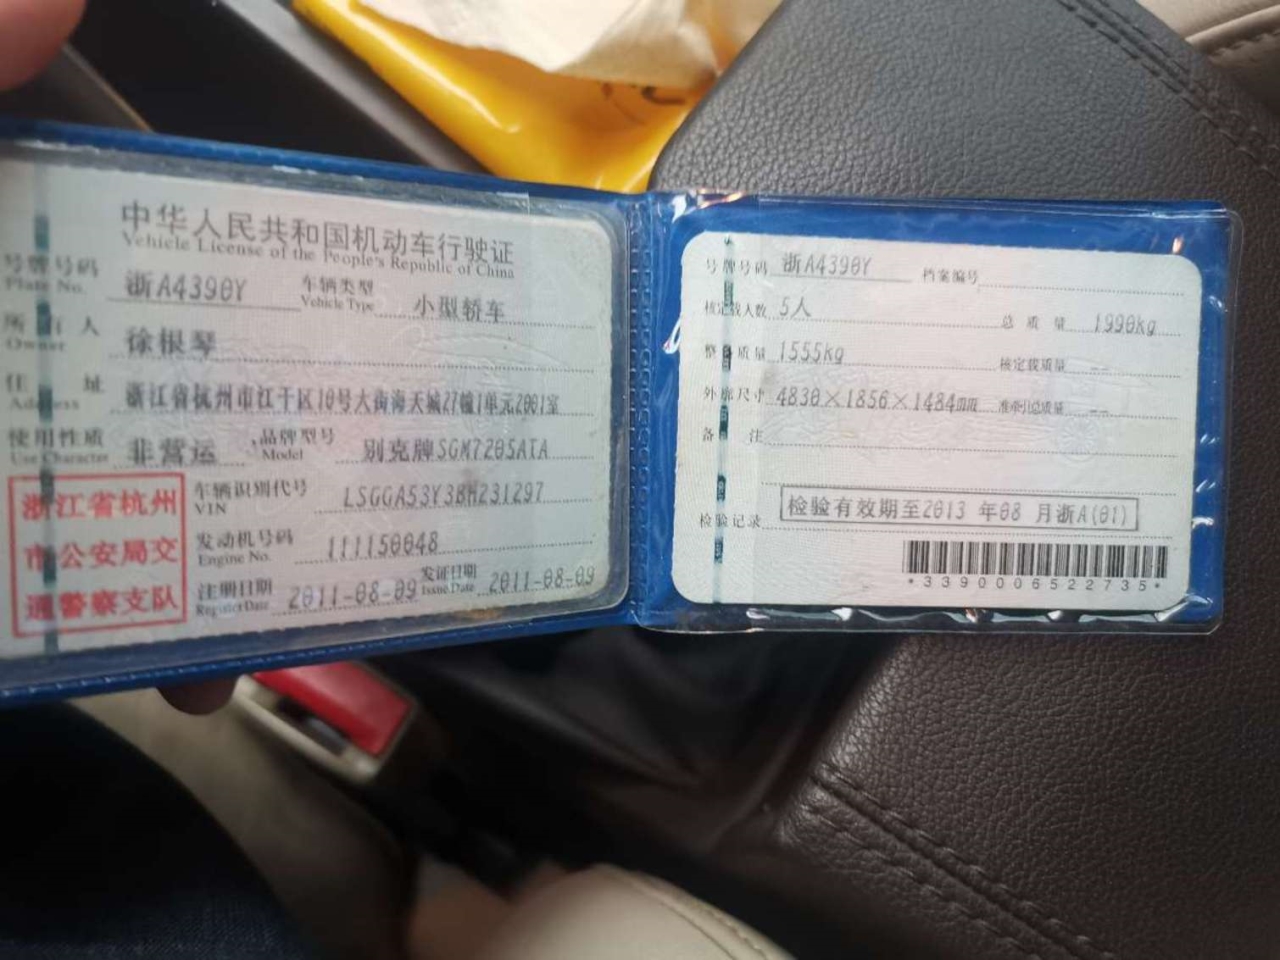 中华人民共和国机动车行驶证
Vehicle License of the People's Republic of China
号牌号码 浙A4390Y 车辆类型 小型轿车
Plate No. Vehicle Type
所有人 徐根琴
Owner
住址 浙江省杭州市江干区10号大街海天城27幢1单元2001室
Address
使用性质 非营运 品牌型号 别克牌SGM7205ATA
Use Character Model
浙江省杭州
市公安局交
通警察支队
车辆识别代号 LSGGA53Y3BH231297
VIN
发动机号码 111150048
Engine No.
注册日期 2011-08-09 发证日期 2011-08-09
Register Date Issue Date
号牌号码 浙A4390Y 档案编号
核定载人数 5人 总质量 1990kg
整备质量 1555kg 核定载质量 --
外廓尺寸 4830×1856×1484mm 准牵引总质量 --
备注
检验记录 检验有效期至2013 年08 月浙A(01)
*3390006522735*